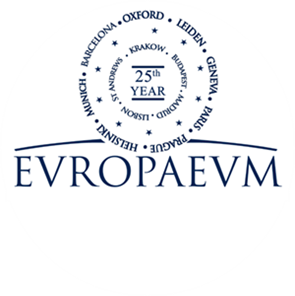 HELSINKI • MUNICH • BARCELONA • OXFORD • LEIDEN • GENEVA • PARIS • PRAGUE
LISBON • ST ANDREWS • KRAKOW • BUDAPEST • MADRID
25th
YEAR
EVROPAEVM